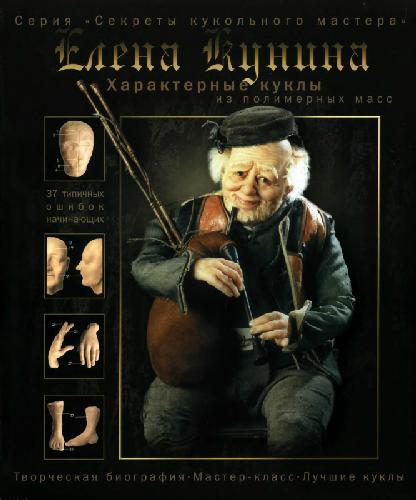 Серия «Секреты кукольного мастера»
Елена Кунина
Характерные куклы
из полимерных масс
37 типичных
ошибок
начинающих
Творческая биография·Мастер-класс·Лучшие куклы